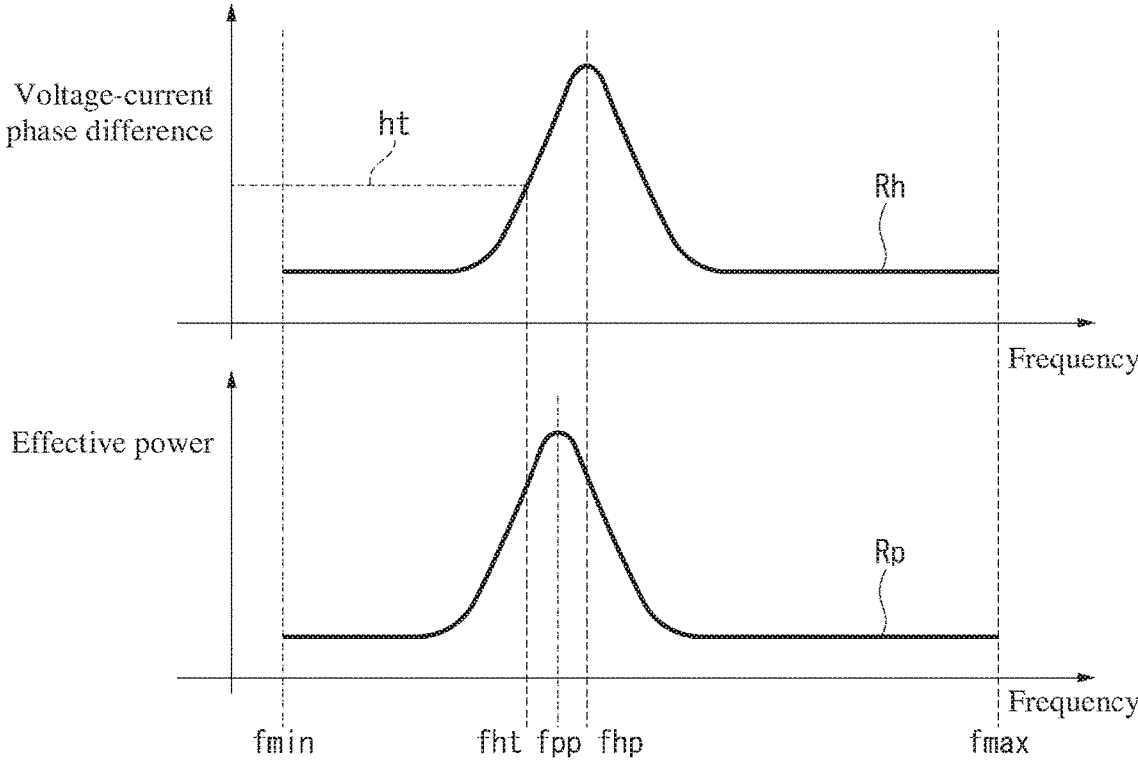 Voltage-current
phase difference
ht
Rh
Frequency
Effective power
Rp
Frequency
fmin
fht
fpp
fhp
fmax